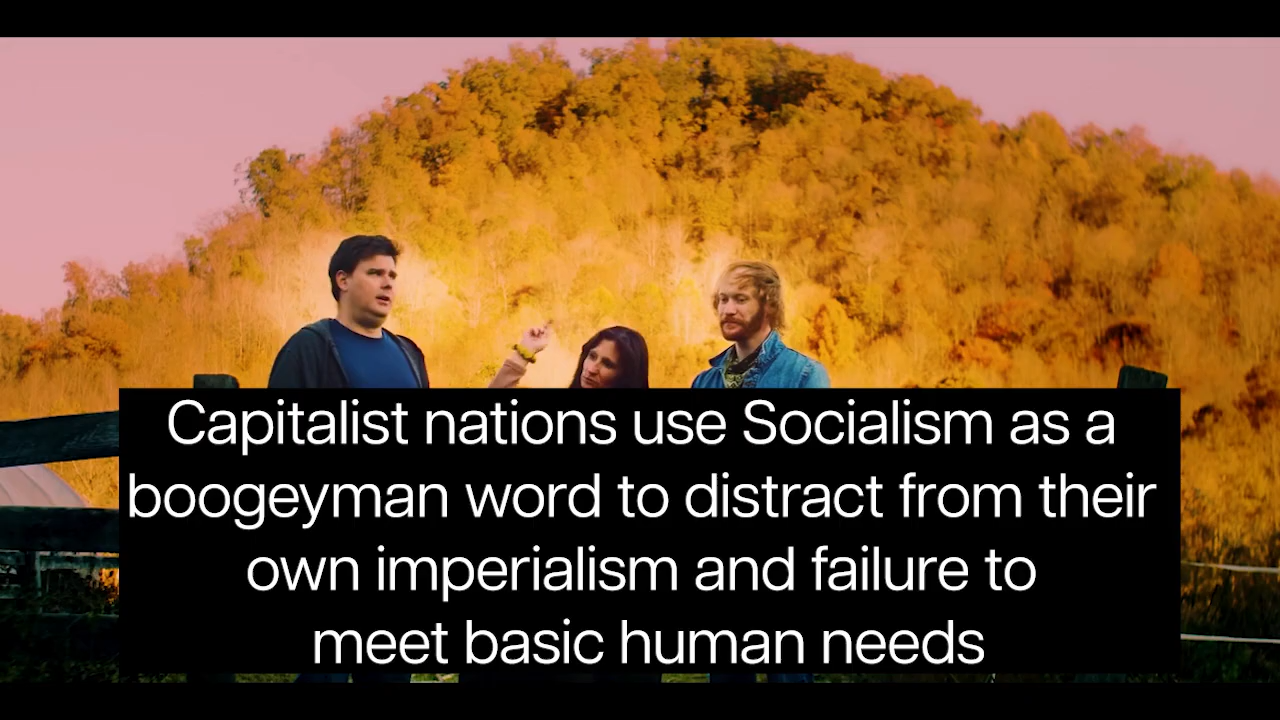 Capitalist nations use Socialism as a
boogeyman word to distract from their
own imperialism and failure to
meet basic human needs